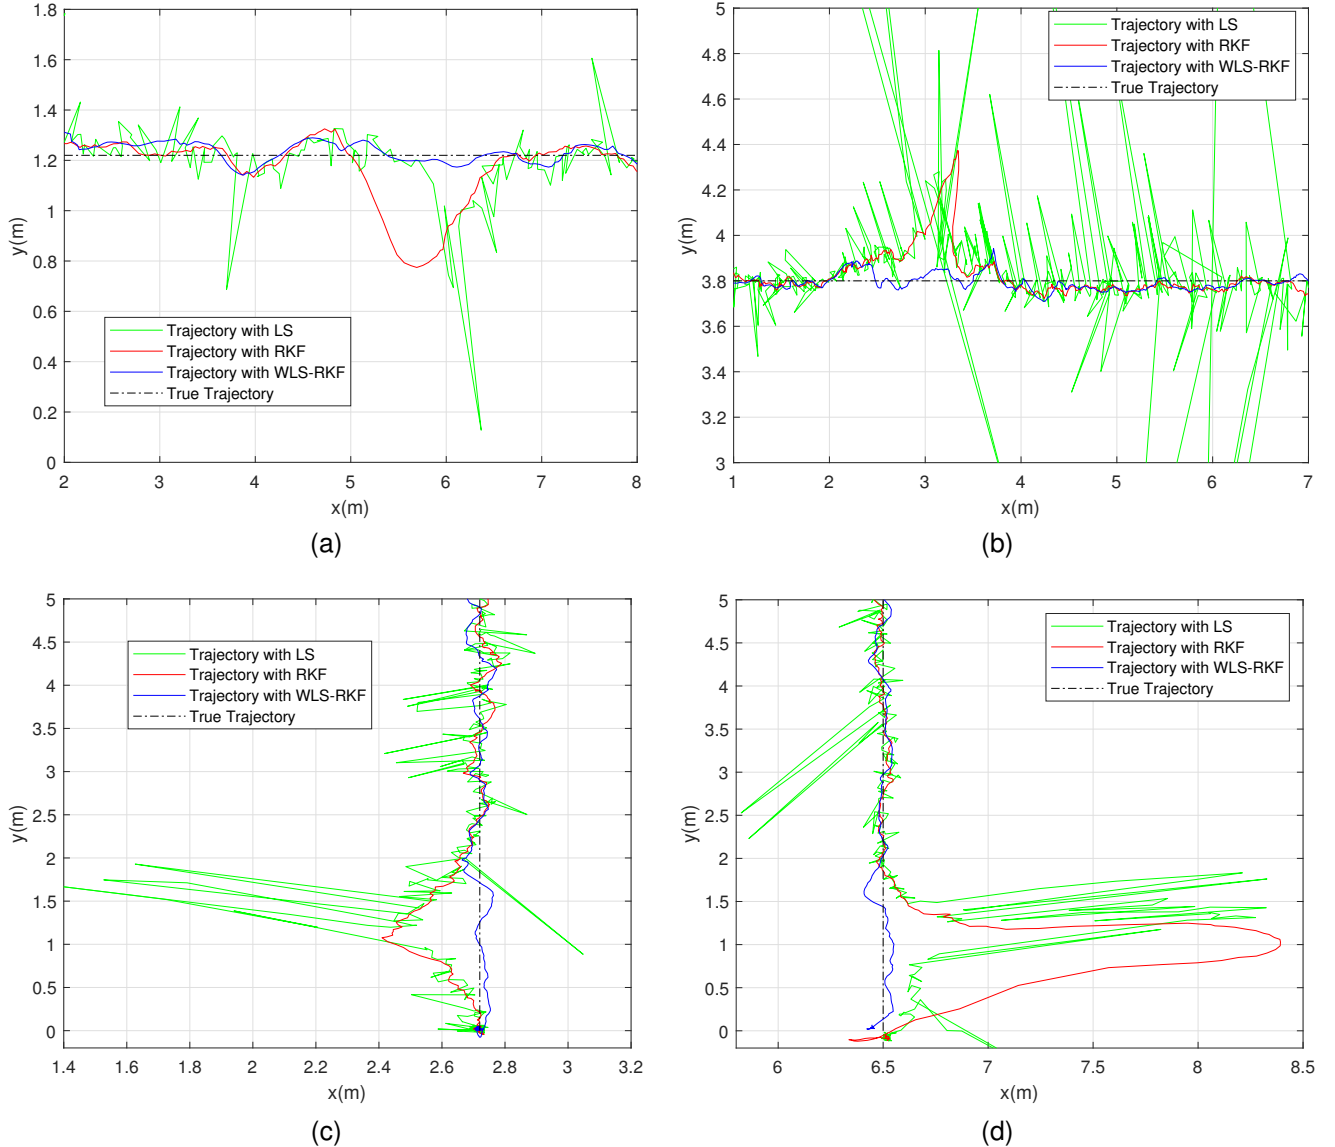 1.8
1.6
1.4
1.2
1
0.8
0.6
0.4
0.2
0
y(m)
Trajectory with LS
Trajectory with RKF
Trajectory with WLS-RKF
True Trajectory
2 3 4 5 6 7 8
x(m)
(a)
5
4.8
4.6
4.4
4.2
4
3.8
3.6
3.4
3.2
3
y(m)
Trajectory with LS
Trajectory with RKF
Trajectory with WLS-RKF
True Trajectory
1 2 3 4 5 6 7
x(m)
(b)
5
4.5
4
3.5
3
2.5
2
1.5
1
0.5
0
y(m)
Trajectory with LS
Trajectory with RKF
Trajectory with WLS-RKF
True Trajectory
1.4 1.6 1.8 2 2.2 2.4 2.6 2.8 3 3.2
x(m)
(c)
5
4.5
4
3.5
3
2.5
2
1.5
1
0.5
0
y(m)
Trajectory with LS
Trajectory with RKF
Trajectory with WLS-RKF
True Trajectory
6 6.5 7 7.5 8 8.5
x(m)
(d)